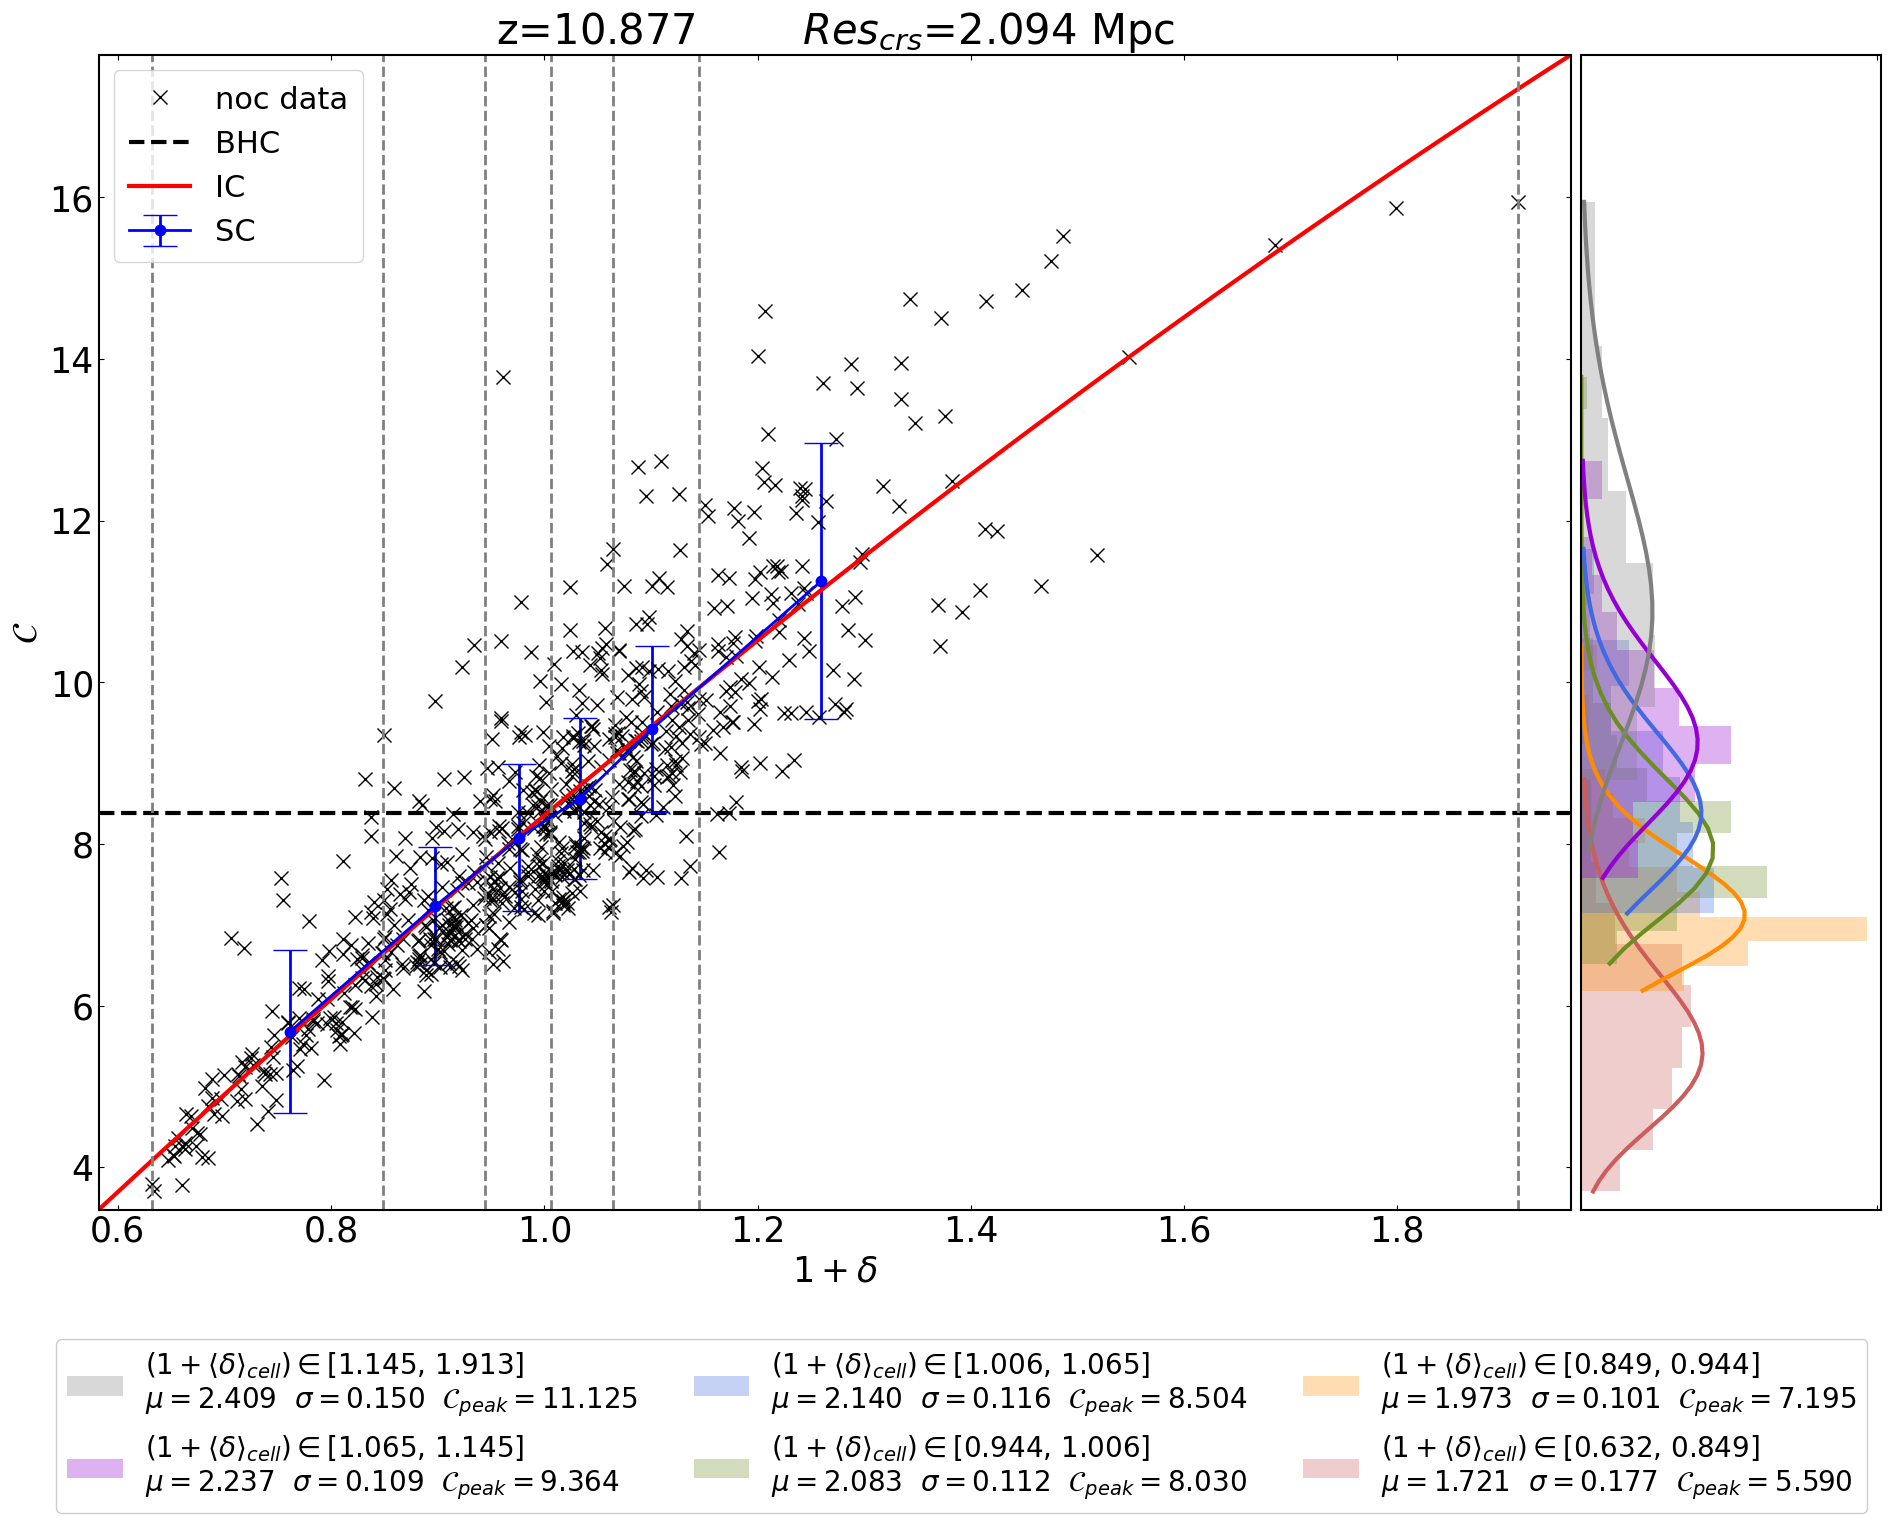 z=10.877 Res_crs=2.094 Mpc
noc data
BHC
IC
SC
𝒞
16
14
12
10
8
6
4
0.6 0.8 1.0 1.2 1.4 1.6 1.8
1 + δ
(1 + ⟨δ⟩_cell) ∈ [1.145, 1.913]
μ = 2.409 σ = 0.150 𝒞_peak = 11.125
(1 + ⟨δ⟩_cell) ∈ [1.065, 1.145]
μ = 2.237 σ = 0.109 𝒞_peak = 9.364
(1 + ⟨δ⟩_cell) ∈ [1.006, 1.065]
μ = 2.140 σ = 0.116 𝒞_peak = 8.504
(1 + ⟨δ⟩_cell) ∈ [0.944, 1.006]
μ = 2.083 σ = 0.112 𝒞_peak = 8.030
(1 + ⟨δ⟩_cell) ∈ [0.849, 0.944]
μ = 1.973 σ = 0.101 𝒞_peak = 7.195
(1 + ⟨δ⟩_cell) ∈ [0.632, 0.849]
μ = 1.721 σ = 0.177 𝒞_peak = 5.590